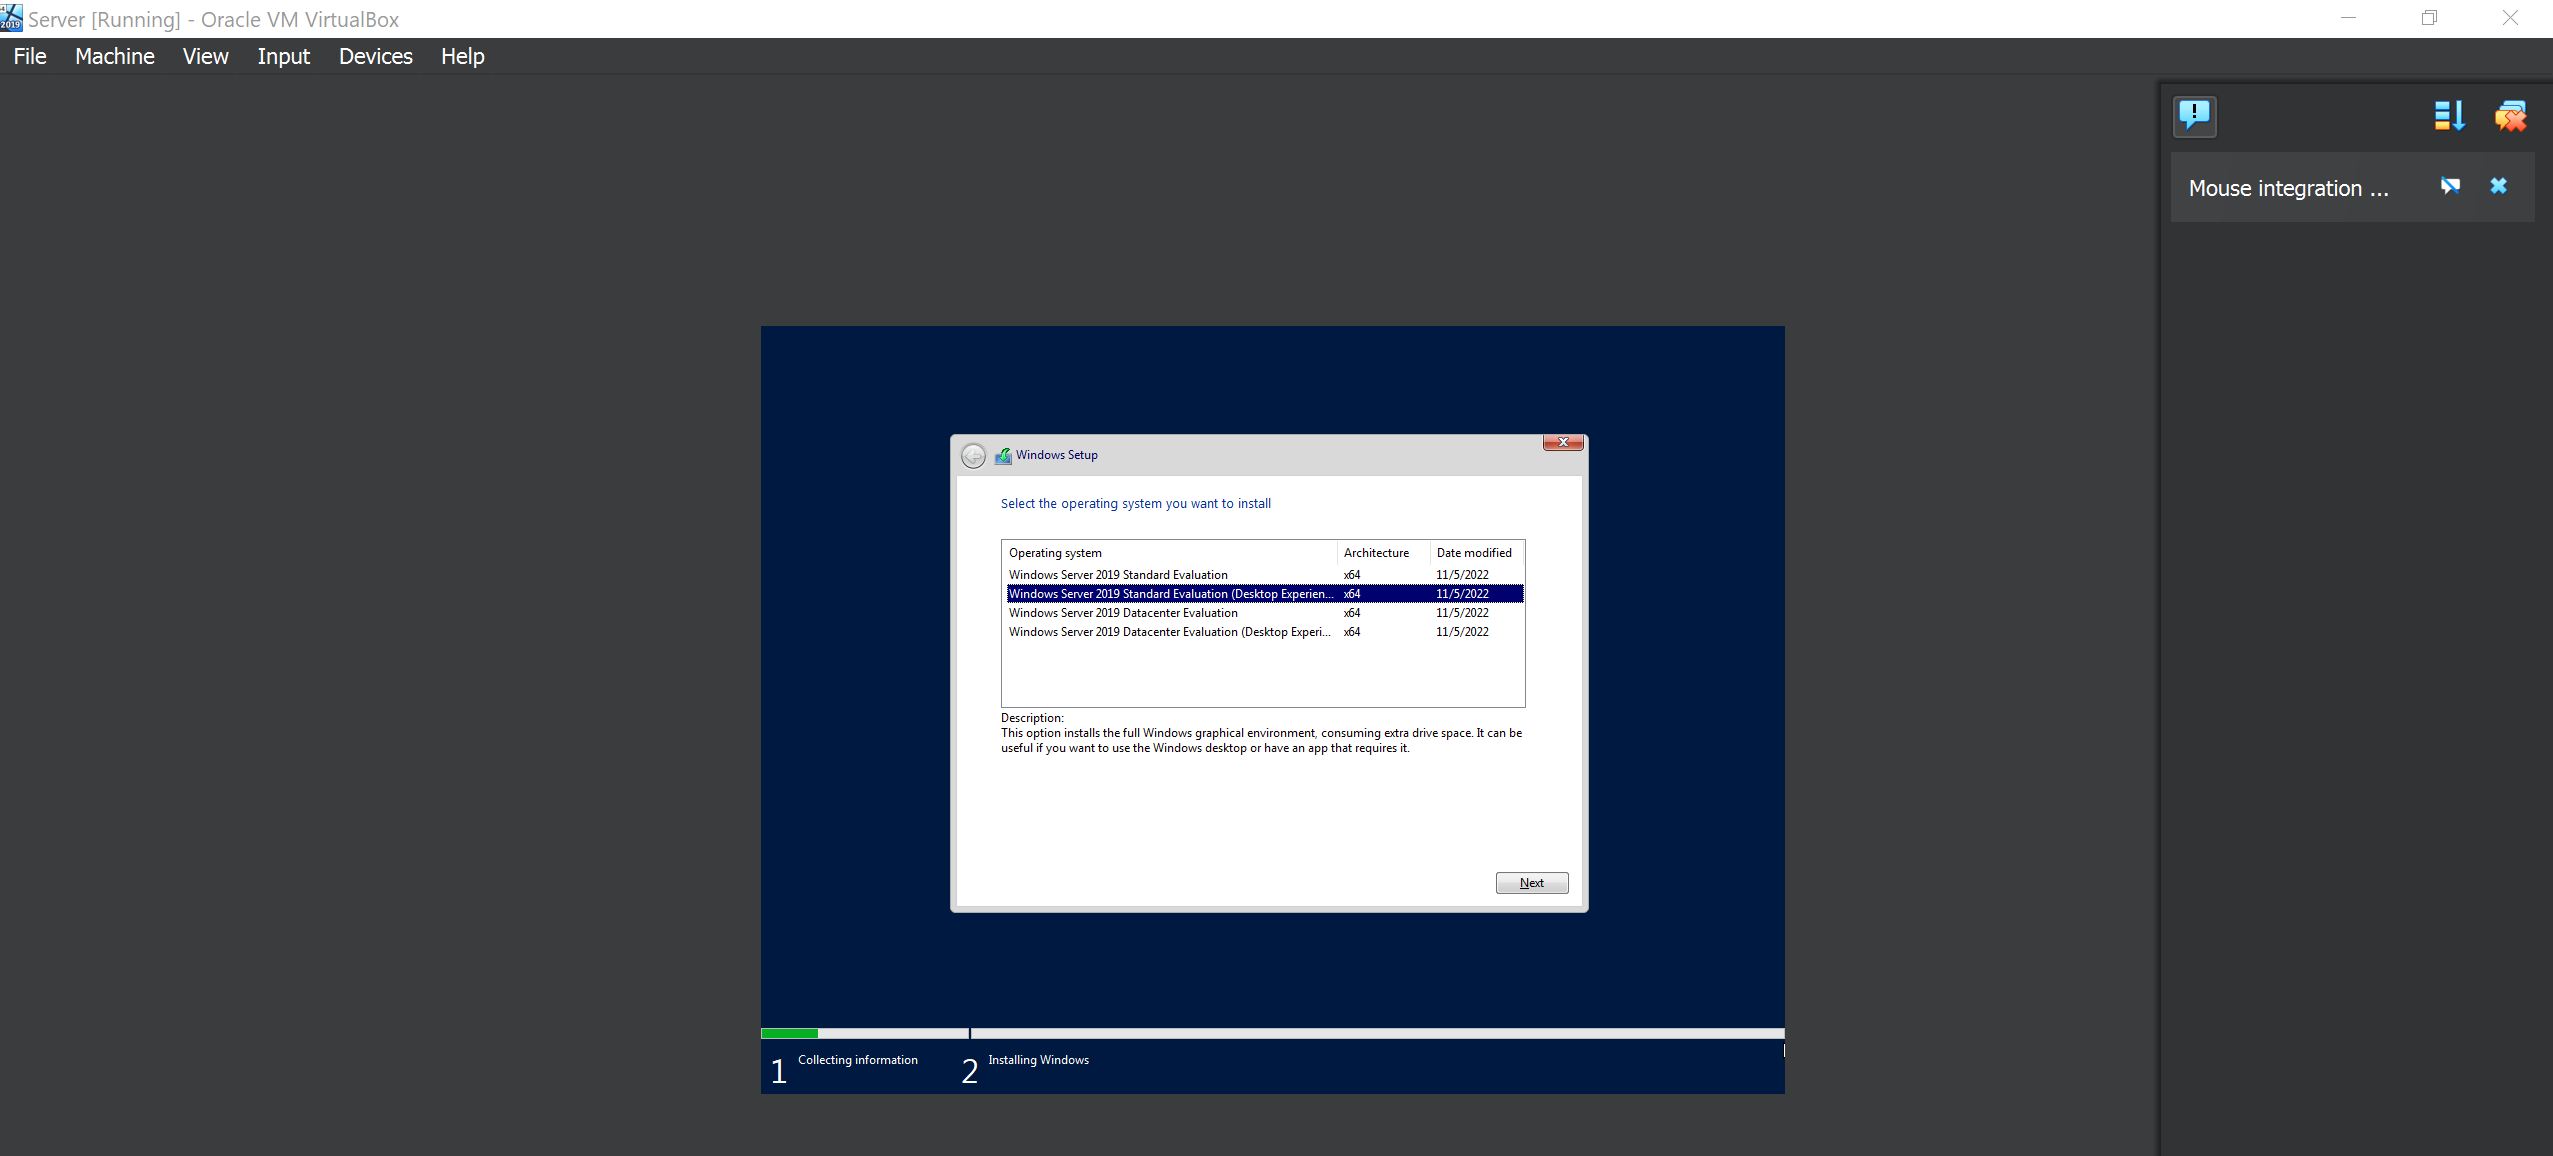 Server [Running] - Oracle VM VirtualBox
File Machine View Input Devices Help
Mouse integration ...
Windows Setup
Select the operating system you want to install
Operating system Architecture Date modified
Windows Server 2019 Standard Evaluation x64 11/5/2022
Windows Server 2019 Standard Evaluation (Desktop Experien... x64 11/5/2022
Windows Server 2019 Datacenter Evaluation x64 11/5/2022
Windows Server 2019 Datacenter Evaluation (Desktop Experi... x64 11/5/2022
Description:
This option installs the full Windows graphical environment, consuming extra drive space. It can be
useful if you want to use the Windows desktop or have an app that requires it.
Next
1 Collecting information 2 Installing Windows